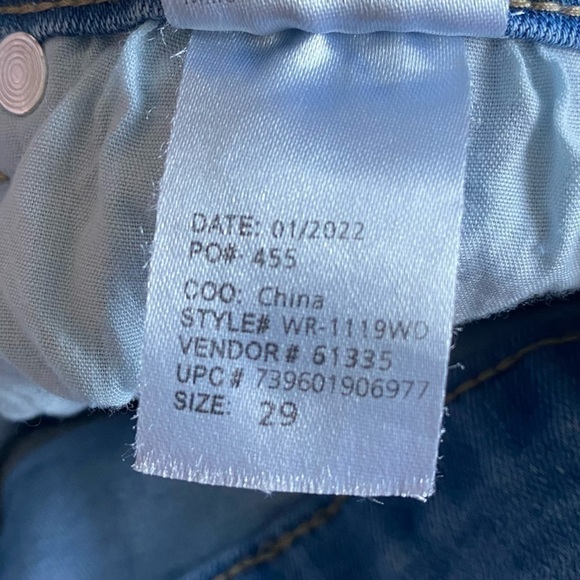 DATE: 01/2022
PO# 455
COO: China
STYLE# WR-1119WD
VENDOR # 61335
UPC # 739601906977
SIZE: 29